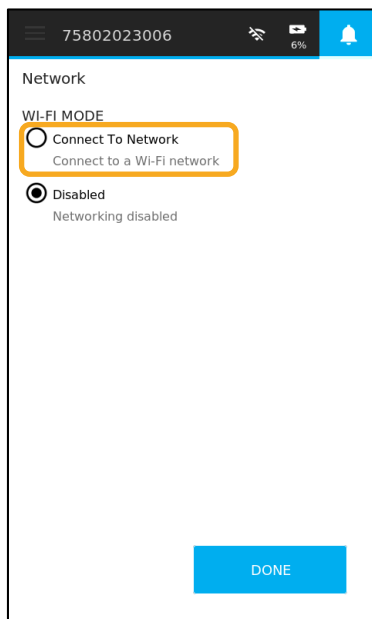 75802023006
6%
Network
WI-FI MODE
Connect To Network
Connect to a Wi-Fi network
Disabled
Networking disabled
DONE